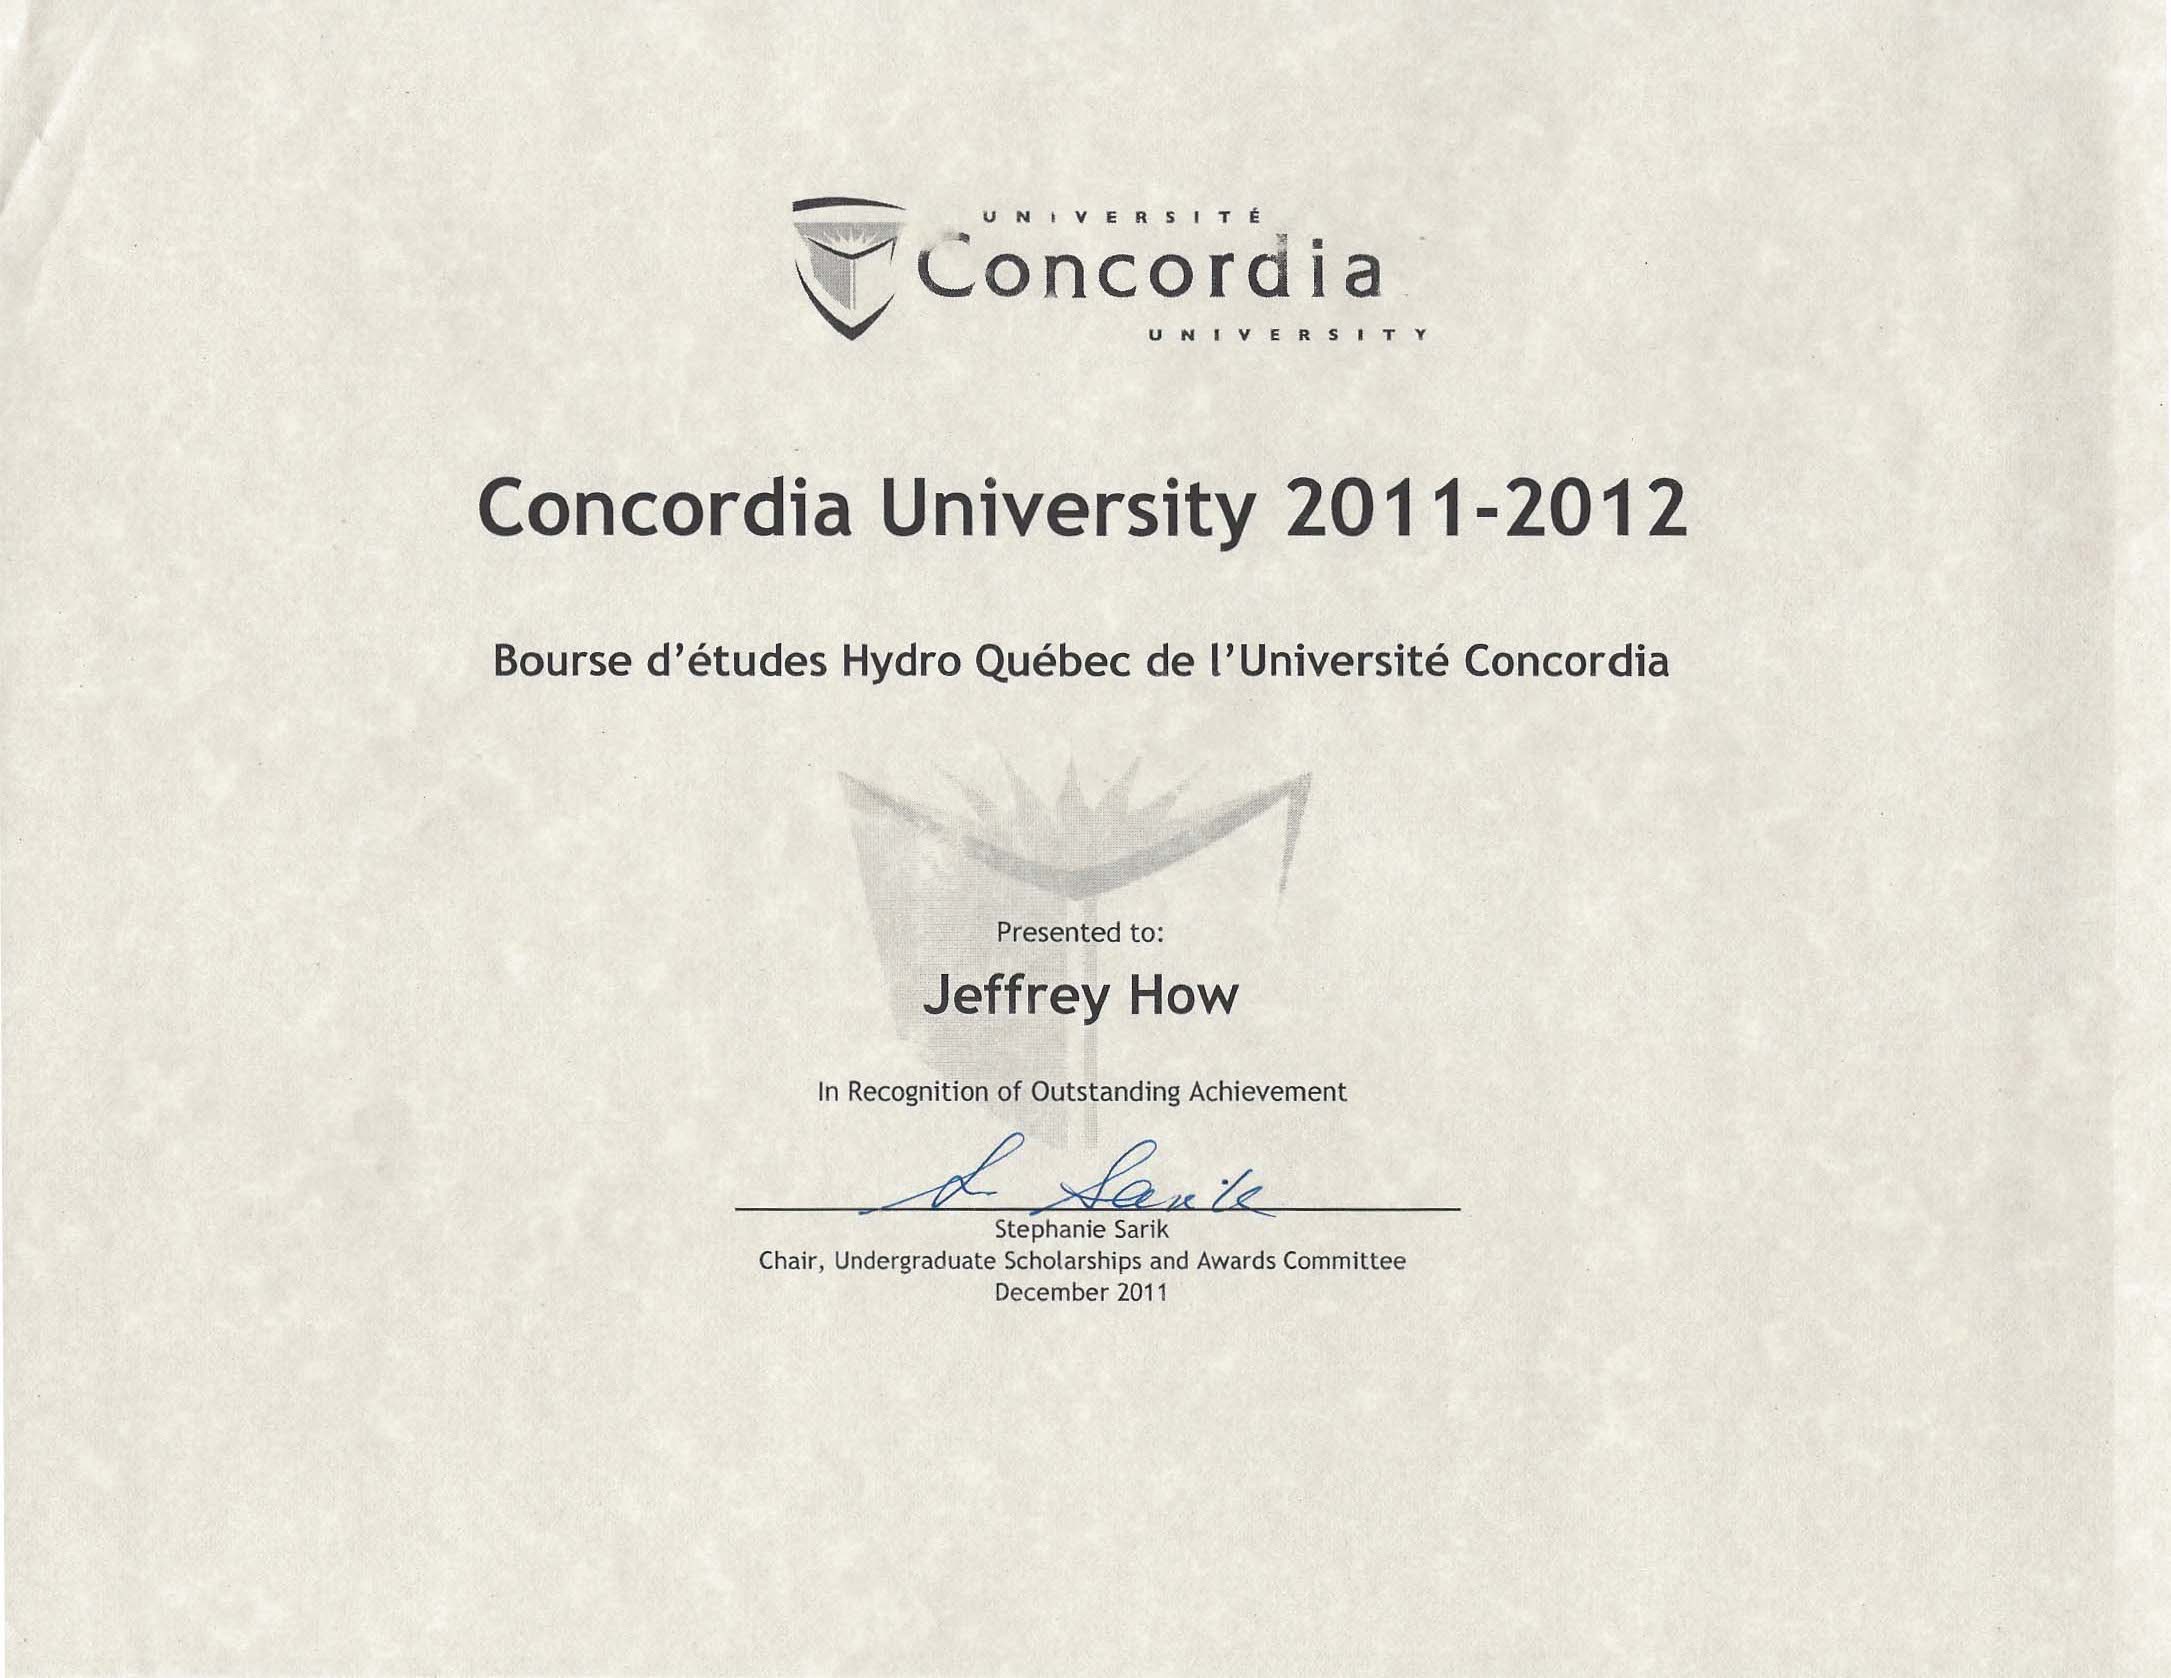 UNIVERSITÉ
Concordia
UNIVERSITY
Concordia University 2011-2012
Bourse d'études Hydro Québec de l'Université Concordia
Presented to:
Jeffrey How
In Recognition of Outstanding Achievement
S. Sarik
Stephanie Sarik
Chair, Undergraduate Scholarships and Awards Committee
December 2011